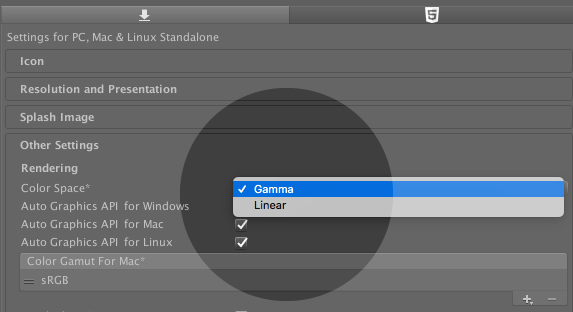 Settings for PC, Mac & Linux Standalone
Icon
Resolution and Presentation
Splash Image
Other Settings
Rendering
Color Space*
Gamma
Linear
Auto Graphics API for Windows
Auto Graphics API for Mac
Auto Graphics API for Linux
Color Gamut For Mac*
sRGB